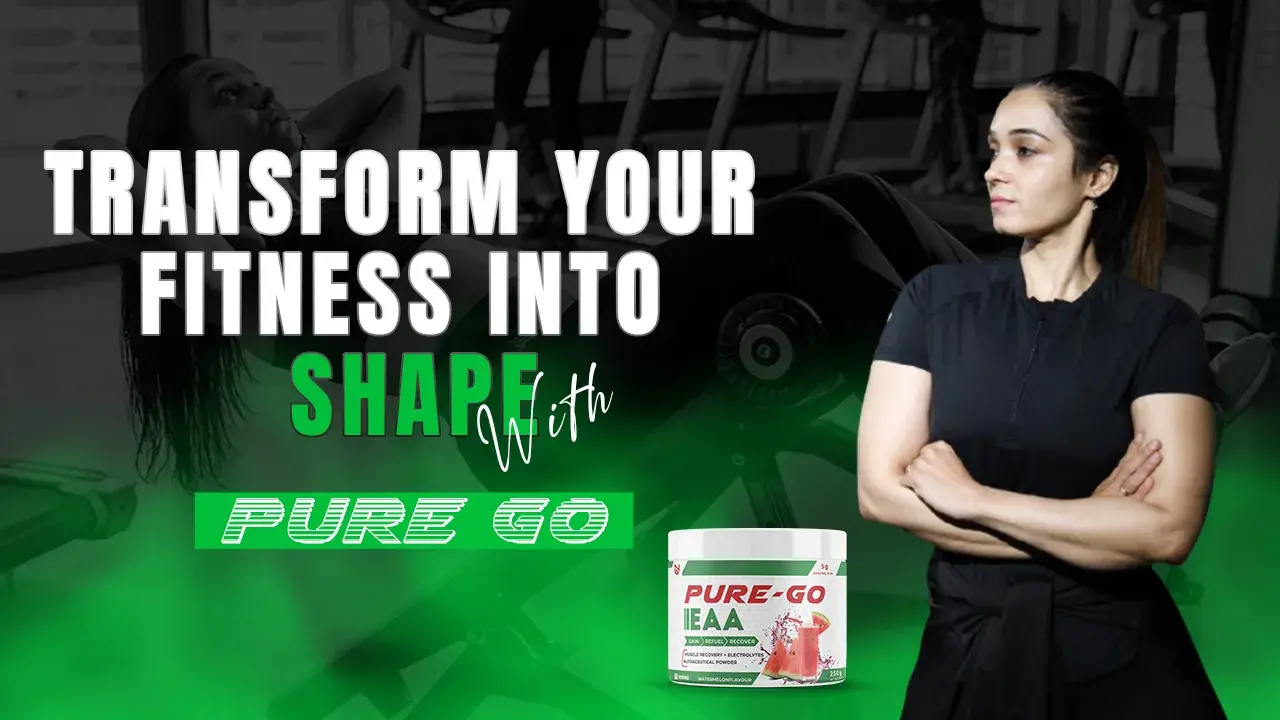 TRANSFORM YOUR
FITNESS INTO
SHAPE With
PURE GO
5g
PURE-GO
EAA
GAIN REFUEL RECOVER
MUSCLE RECOVERY + ELECTROLYTES
NUTRACEUTICAL POWDER
WATERMELON FLAVOUR
250g